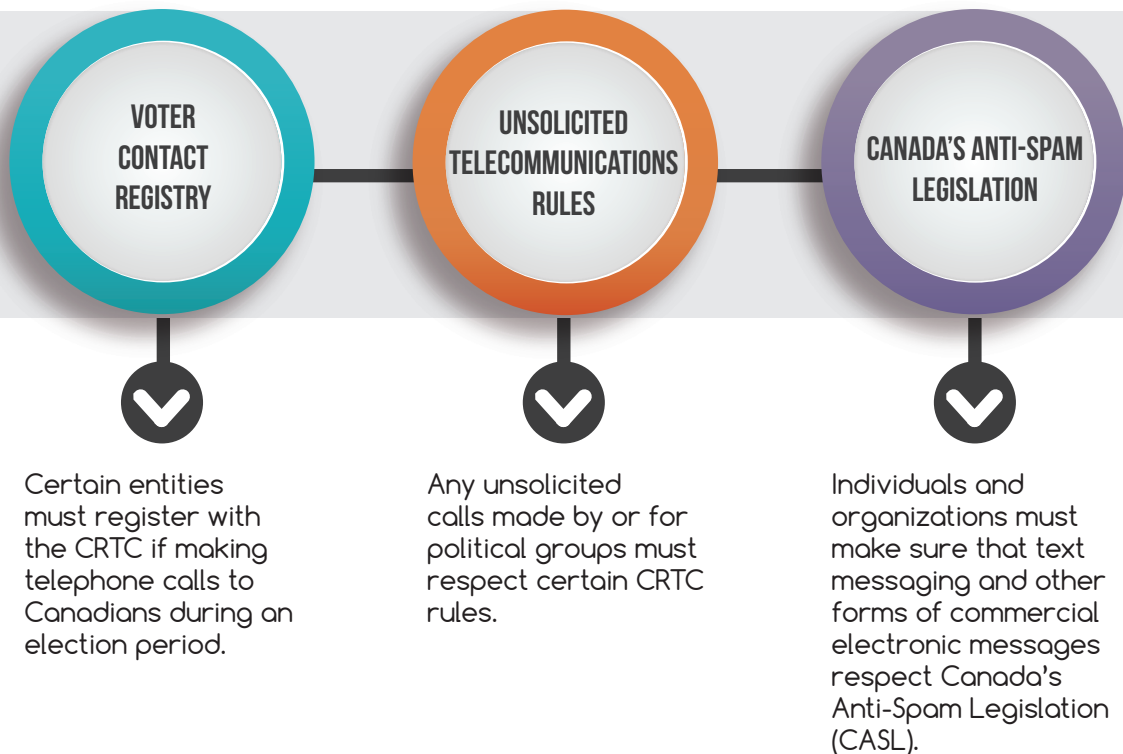 VOTER
CONTACT
REGISTRY
UNSOLICITED
TELECOMMUNICATIONS
RULES
CANADA'S ANTI-SPAM
LEGISLATION
Certain entities
must register with
the CRTC if making
telephone calls to
Canadians during an
election period.
Any unsolicited
calls made by or for
political groups must
respect certain CRTC
rules.
Individuals and
organizations must
make sure that text
messaging and other
forms of commercial
electronic messages
respect Canada's
Anti-Spam Legislation
(CASL).